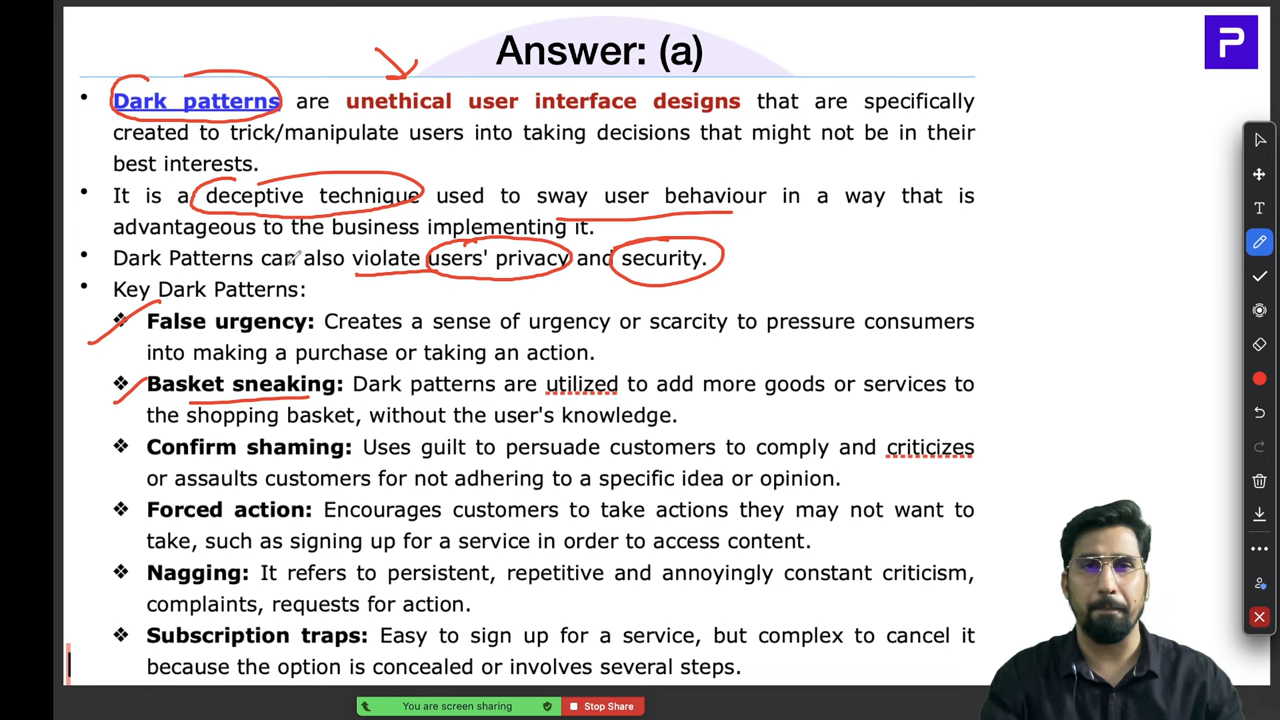 Answer: (a)
P
• Dark patterns are unethical user interface designs that are specifically
created to trick/manipulate users into taking decisions that might not be in their
best interests.
• It is a deceptive technique used to sway user behaviour in a way that is
advantageous to the business implementing it.
• Dark Patterns can also violate users' privacy and security.
• Key Dark Patterns:
❖ False urgency: Creates a sense of urgency or scarcity to pressure consumers
into making a purchase or taking an action.
❖ Basket sneaking: Dark patterns are utilized to add more goods or services to
the shopping basket, without the user's knowledge.
❖ Confirm shaming: Uses guilt to persuade customers to comply and criticizes
or assaults customers for not adhering to a specific idea or opinion.
❖ Forced action: Encourages customers to take actions they may not want to
take, such as signing up for a service in order to access content.
❖ Nagging: It refers to persistent, repetitive and annoyingly constant criticism,
complaints, requests for action.
❖ Subscription traps: Easy to sign up for a service, but complex to cancel it
because the option is concealed or involves several steps.
You are screen sharing Stop Share